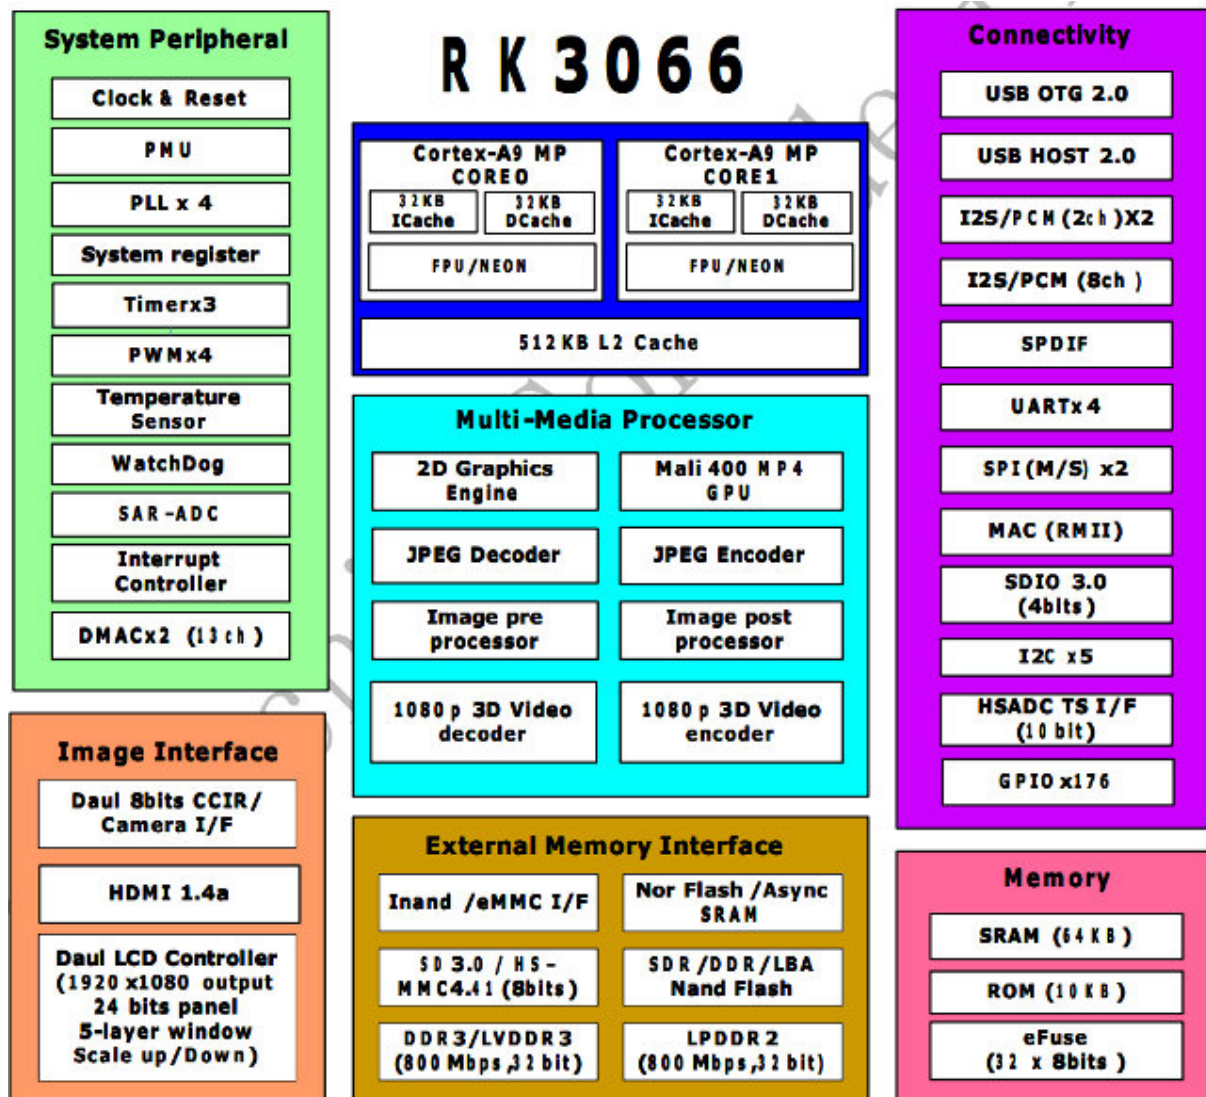 RK3066
System Peripheral
Clock & Reset
PMU
PLL x 4
System register
Timerx3
PWMx4
Temperature
Sensor
WatchDog
SAR-ADC
Interrupt
Controller
DMACx2 (13ch)
Image Interface
Daul 8bits CCIR/
Camera I/F
HDMI 1.4a
Daul LCD Controller
(1920x1080 output
24 bits panel
5-layer window
Scale up/Down)
Cortex-A9 MP
CORE0
32KB
ICache
32KB
DCache
FPU/NEON
Cortex-A9 MP
CORE1
32KB
ICache
32KB
DCache
FPU/NEON
512KB L2 Cache
Multi-Media Processor
2D Graphics
Engine
Mali400 MP4
GPU
JPEG Decoder
JPEG Encoder
Image pre
processor
Image post
processor
1080p 3D Video
decoder
1080p 3D Video
encoder
External Memory Interface
Inand /eMMC I/F
Nor Flash /Async
SRAM
SD3.0 / HS-
MMC4.41 (8bits)
SDR/DDR/LBA
Nand Flash
DDR3/LVDDR3
(800Mbps,32bit)
LPDDR2
(800Mbps,32bit)
Connectivity
USB OTG 2.0
USB HOST 2.0
I2S/PCM(2ch)X2
I2S/PCM (8ch)
SPDIF
UARTx4
SPI(M/S) x2
MAC (RMII)
SDIO 3.0
(4bits)
I2C x5
HSADC TS I/F
(10bit)
GPIOx176
Memory
SRAM (64KB)
ROM (10KB)
eFuse
(32 x 8bits)